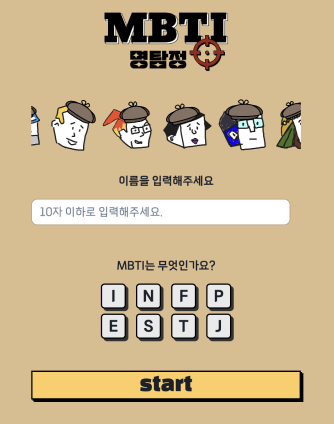 MBTI
명탐정
이름을 입력해주세요
10자 이하로 입력해주세요.
MBTI는 무엇인가요?
I N F P
E S T J
start